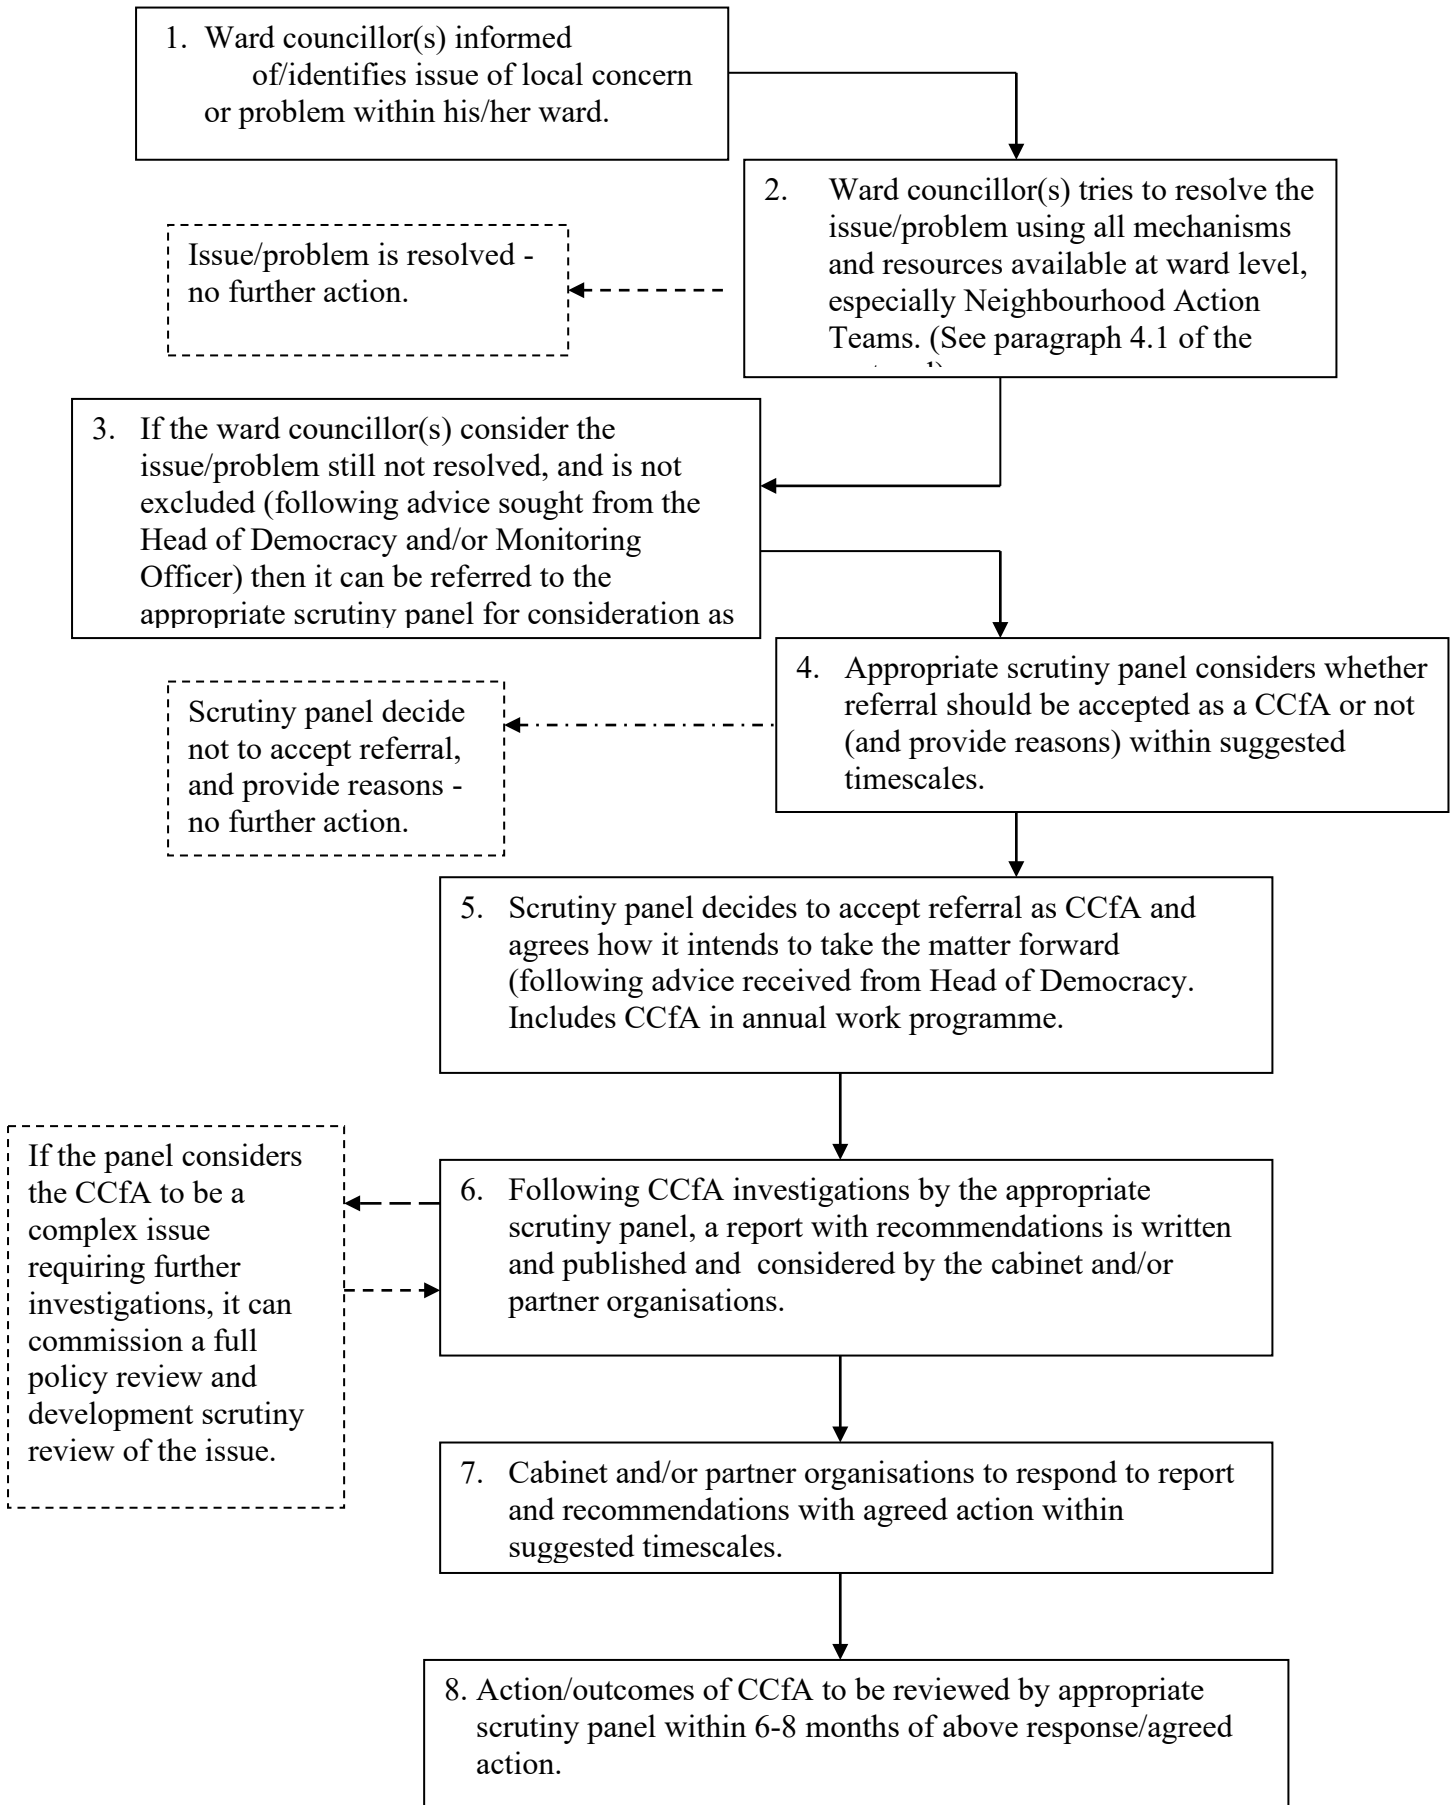 1. Ward councillor(s) informed
of/identifies issue of local concern
or problem within his/her ward.
2. Ward councillor(s) tries to resolve the
issue/problem using all mechanisms
and resources available at ward level,
especially Neighbourhood Action
Teams. (See paragraph 4.1 of the
Issue/problem is resolved -
no further action.
3. If the ward councillor(s) consider the
issue/problem still not resolved, and is not
excluded (following advice sought from the
Head of Democracy and/or Monitoring
Officer) then it can be referred to the
appropriate scrutiny panel for consideration as
4. Appropriate scrutiny panel considers whether
referral should be accepted as a CCfA or not
(and provide reasons) within suggested
timescales.
Scrutiny panel decide
not to accept referral,
and provide reasons -
no further action.
5. Scrutiny panel decides to accept referral as CCfA and
agrees how it intends to take the matter forward
(following advice received from Head of Democracy.
Includes CCfA in annual work programme.
If the panel considers
the CCfA to be a
complex issue
requiring further
investigations, it can
commission a full
policy review and
development scrutiny
review of the issue.
6. Following CCfA investigations by the appropriate
scrutiny panel, a report with recommendations is written
and published and  considered by the cabinet and/or
partner organisations.
7. Cabinet and/or partner organisations to respond to report
and recommendations with agreed action within
suggested timescales.
8. Action/outcomes of CCfA to be reviewed by appropriate
scrutiny panel within 6-8 months of above response/agreed
action.